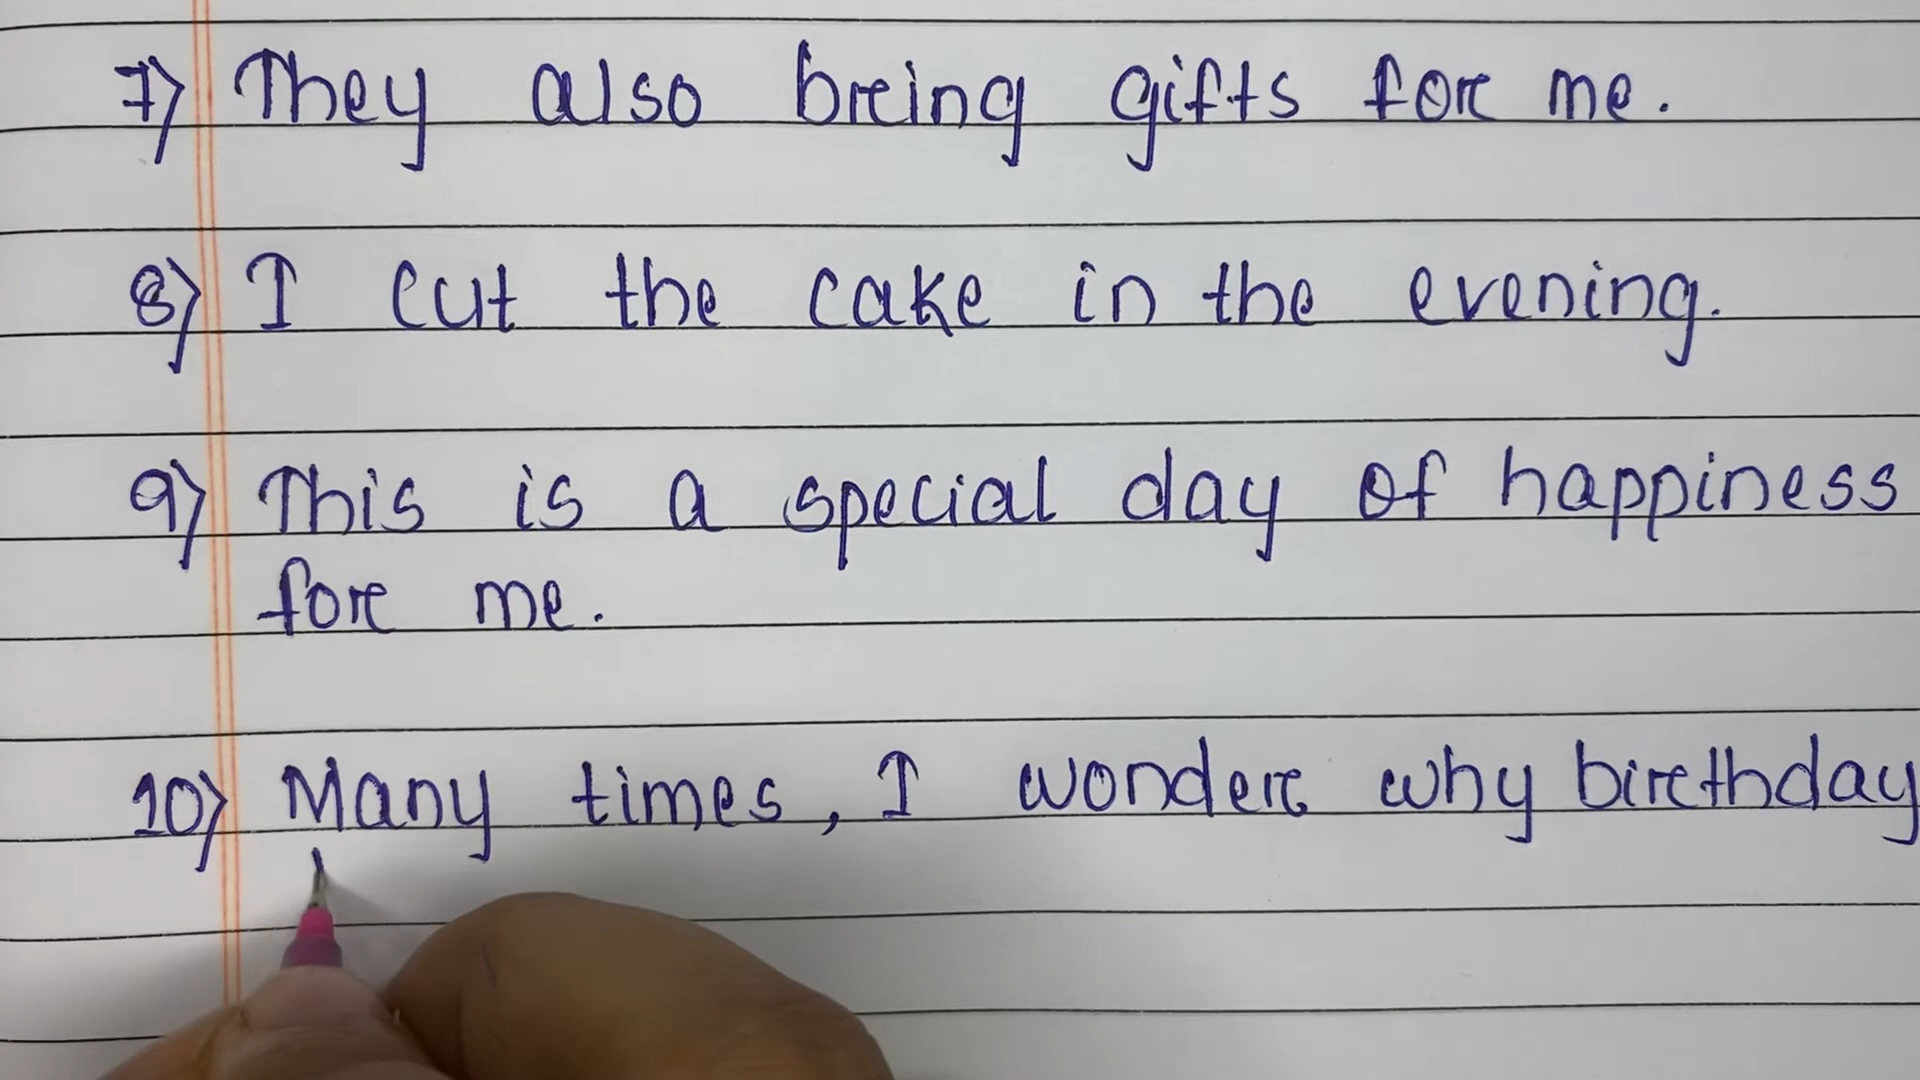 7) They also bring gifts for me.
8) I cut the cake in the evening.
9) This is a special day of happiness
for me.
10) Many times, I wonder why birthday